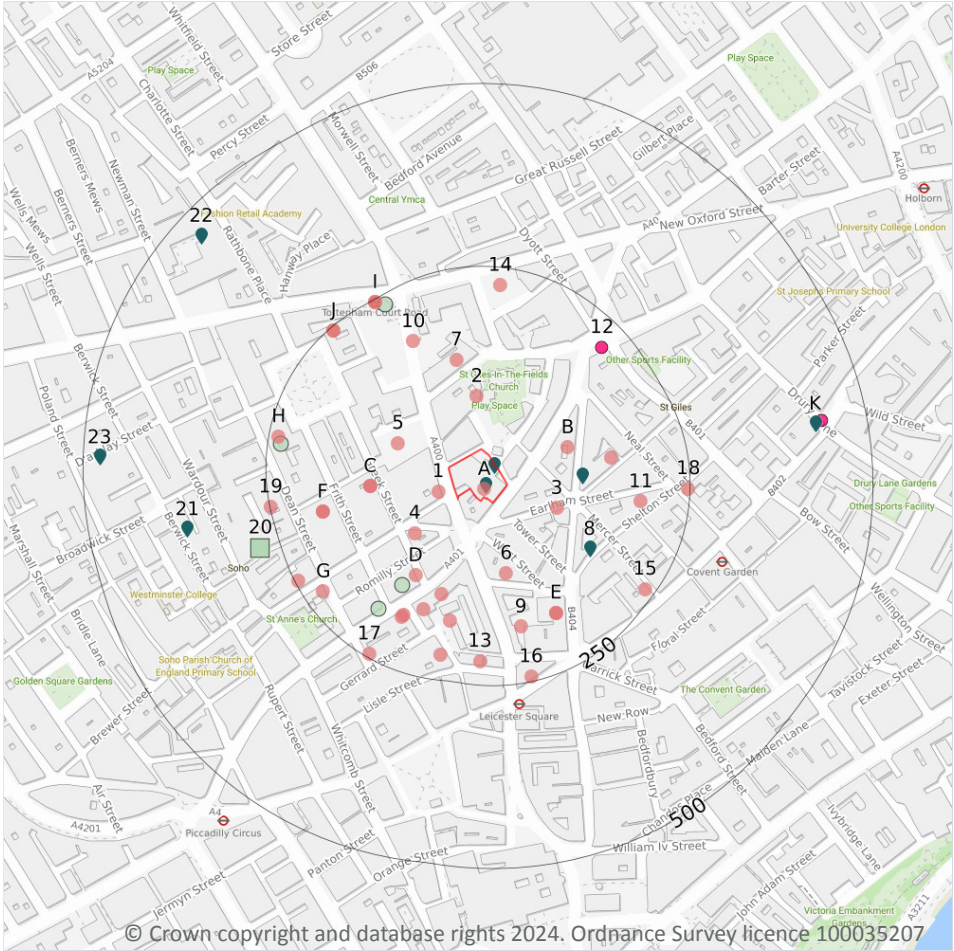 Store Street
Whitfield Street
A5204
Play Space
Charlotte Street
B506
Play Space
Percy Street
Morwell Street
Bedford Avenue
Great Russell Street
Gilbert Place
Berners Mews
Newman Street
Barter Street
A4200
Wells Mews
Berners Street
Central Ymca
Holborn
22
shion Retail Academy
Rathbone Place
Hanway Place
A40
New Oxford Street
University College London
Wells Street
Dyott Street
14
I
Tottenham Court Road
St Josephs Primary School
J
10
12
7
Other Sports Facility
Parker Street
Berwick Street
St Giles-In-The-Fields
Church
2
Play Space
Poland Street
St Giles
Drury
K
Wild Street
H
5
B
B401
23
A400
Neal Street
C
A
18
1
B402
Drury Lane Gardens
Wardour Street
Dean Street
Frith Street
19
F
3
Earlham Street
11
Shelton Street
Other Sports Facility
Bow Street
21
Berwick Street
20
4
Mercer Street
8
Marshall Street
Broadwick Street
Soho
A401
Tower Street
Romilly Street
D
6
West Street
Covent Garden
Westminster College
G
15
Wellington Street
E
9
B404
St Anne's Church
Floral Street
Bridle Lane
17
13
250
Soho Parish Church of
England Primary School
Gerrard Street
16
Garrick Street
Tavistock Street
Golden Square Gardens
Lisle Street
The Convent Garden
Exeter Street
Rupert Street
Leicester Square
New Row
Brewer Street
Bedfordbury
Bedford Street
Maiden Lane
Whitcomb Street
Air Street
Chandos Place
500
A4
Piccadilly Circus
A4201
Ivybridge Lane
Panton Street
Orange Street
William Iv Street
Jermyn Street
John Adam Street
Victoria Embankment
Gardens
A3211
© Crown copyright and database rights 2024. Ordnance Survey licence 100035207